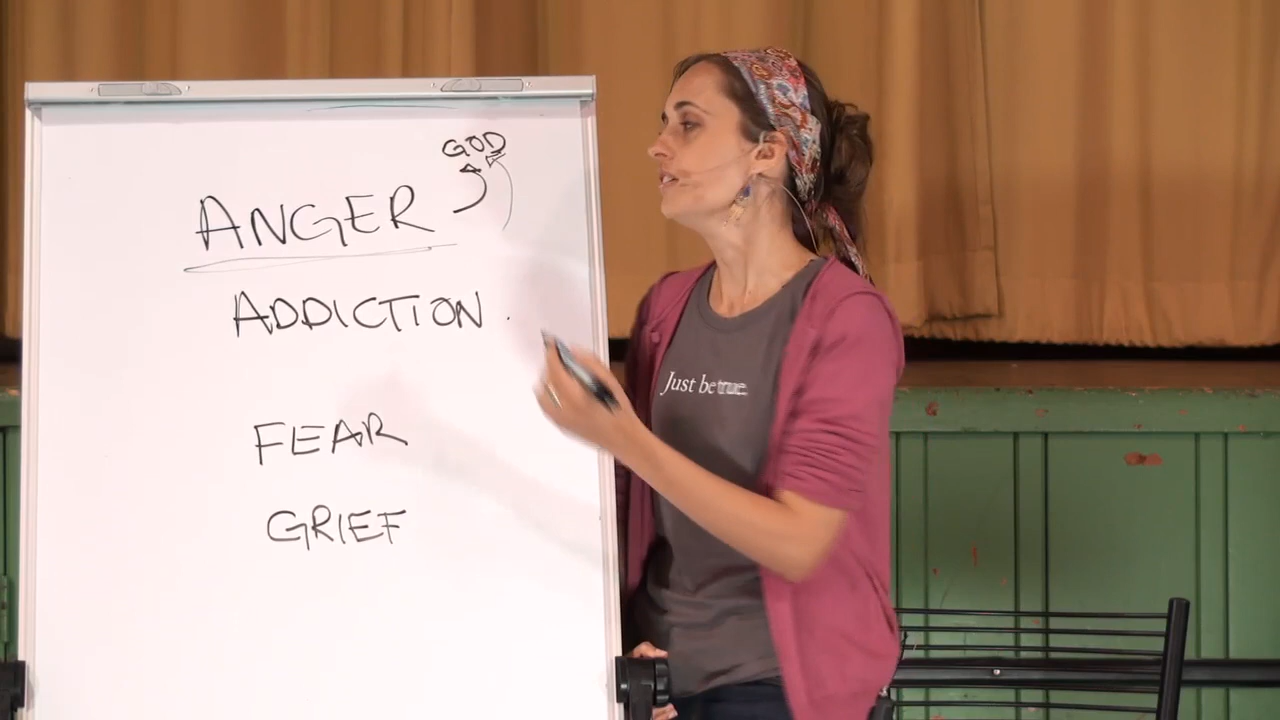 GOD
ANGER
ADDICTION.
FEAR
GRIEF
Just be true.